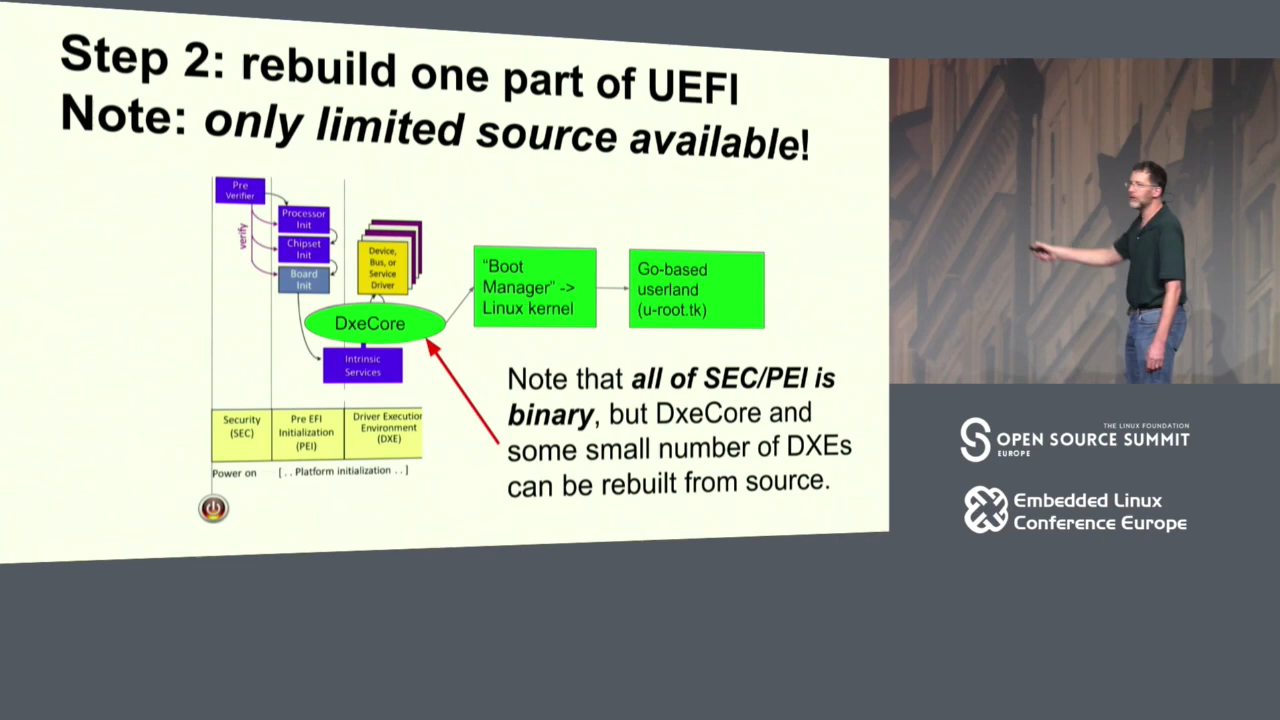 Step 2: rebuild one part of UEFI
Note: only limited source available!
Pre
Verifier
verify
Processor
Init
Chipset
Init
Board
Init
Device,
Bus, or
Service
Driver
DxeCore
Intrinsic
Services
"Boot
Manager" ->
Linux kernel
Go-based
userland
(u-root.tk)
Note that all of SEC/PEI is
binary, but DxeCore and
some small number of DXEs
can be rebuilt from source.
Security
(SEC)
Pre EFI
Initialization
(PEI)
Driver Execution
Environment
(DXE)
Power on
[. . Platform initialization . .]
THE LINUX FOUNDATION
OPEN SOURCE SUMMIT
EUROPE
Embedded Linux
Conference Europe